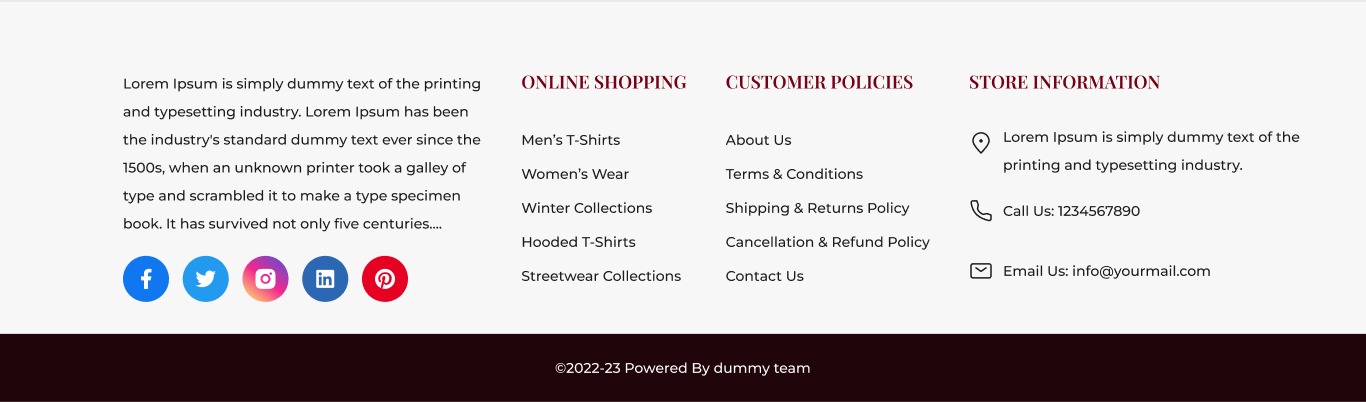 Lorem Ipsum is simply dummy text of the printing
and typesetting industry. Lorem Ipsum has been
the industry's standard dummy text ever since the
1500s, when an unknown printer took a galley of
type and scrambled it to make a type specimen
book. It has survived not only five centuries....
ONLINE SHOPPING
Men’s T-Shirts
Women’s Wear
Winter Collections
Hooded T-Shirts
Streetwear Collections
CUSTOMER POLICIES
About Us
Terms & Conditions
Shipping & Returns Policy
Cancellation & Refund Policy
Contact Us
STORE INFORMATION
Lorem Ipsum is simply dummy text of the
printing and typesetting industry.
Call Us: 1234567890
Email Us: info@yourmail.com
©2022-23 Powered By dummy team